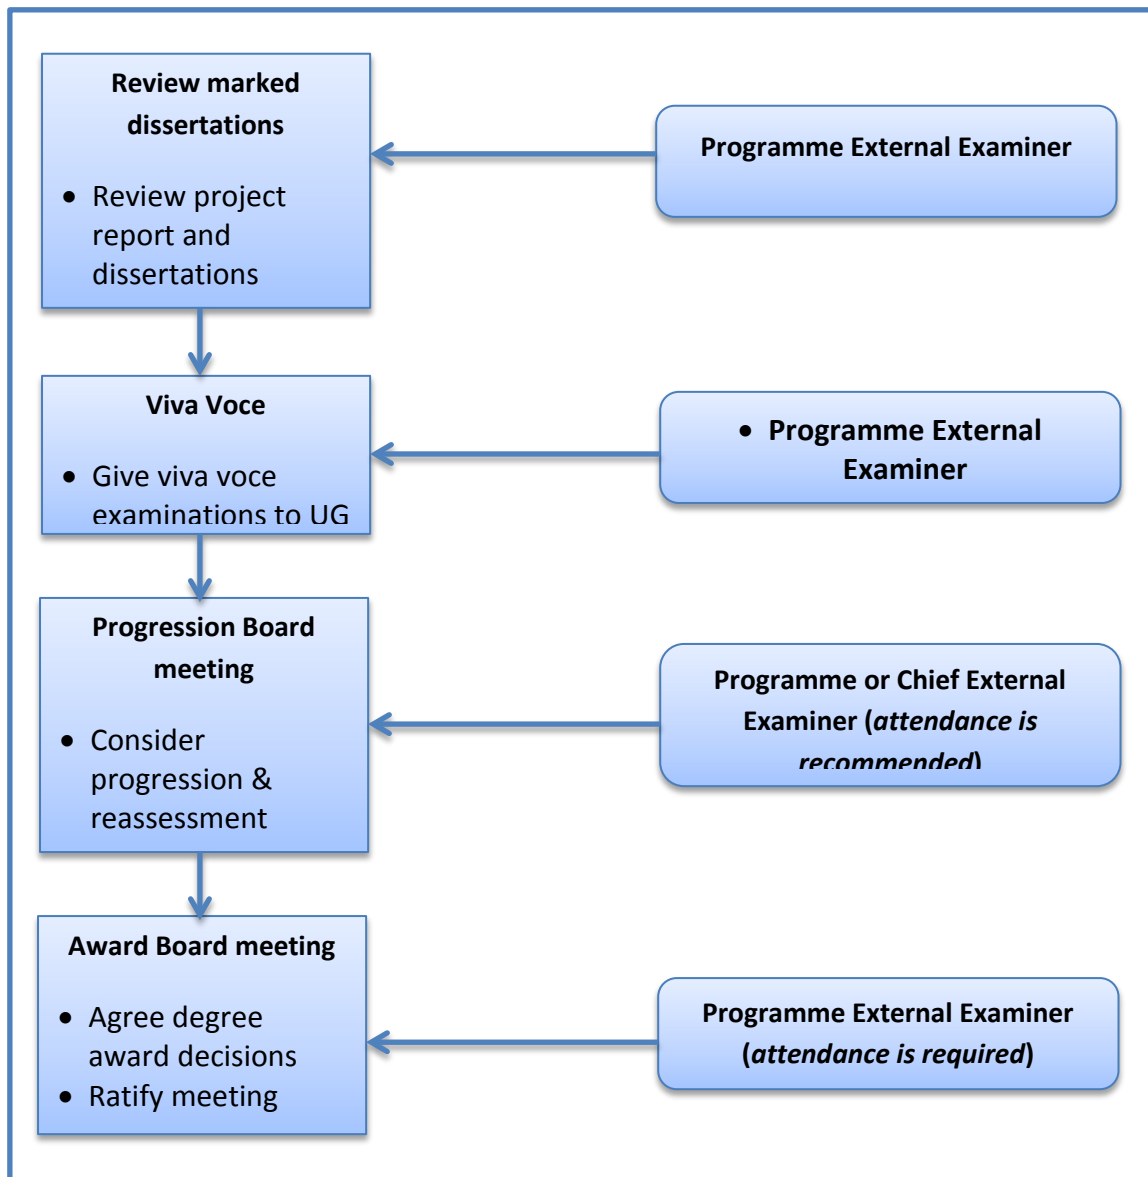 Review marked
dissertations
• Review project
report and
dissertations
Programme External Examiner
Viva Voce
• Give viva voce
examinations to UG
• Programme External
Examiner
Progression Board
meeting
• Consider
progression &
reassessment
Programme or Chief External
Examiner (attendance is
recommended)
Award Board meeting
• Agree degree
award decisions
• Ratify meeting
Programme External Examiner
(attendance is required)